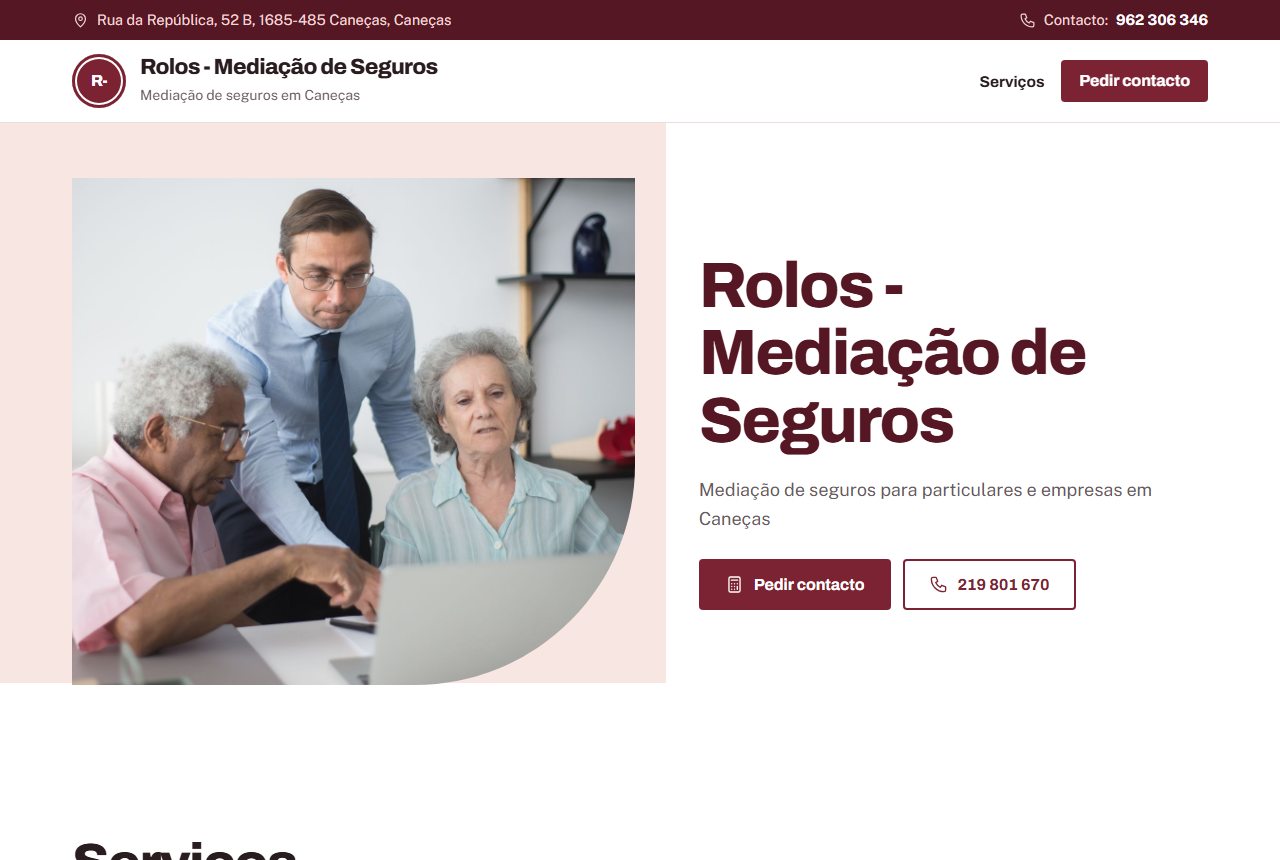 Rua da República, 52 B, 1685-485 Caneças, Caneças
Contacto: 962 306 346
R-
Rolos - Mediação de Seguros
Mediação de seguros em Caneças
Serviços
Pedir contacto
Rolos -
Mediação de
Seguros
Mediação de seguros para particulares e empresas em
Caneças
Pedir contacto
219 801 670
Serviços